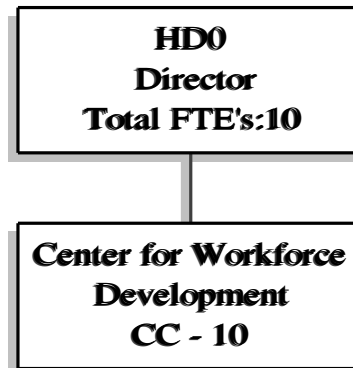 HD0
Director
Total FTE's:10
Center for Workforce
Development
CC - 10